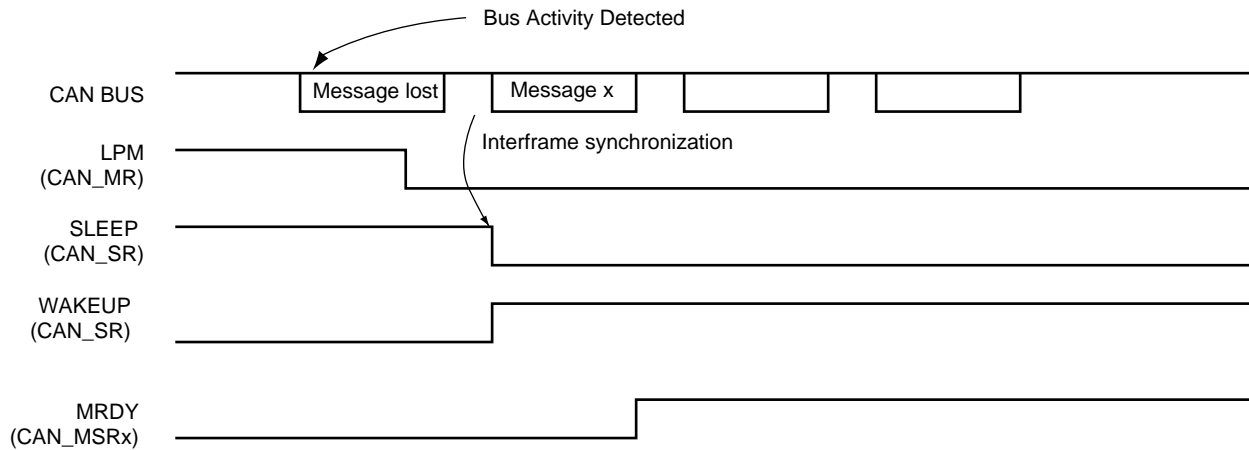 Bus Activity Detected
CAN BUS
Message lost
Message x
Interframe synchronization
LPM
(CAN_MR)
SLEEP
(CAN_SR)
WAKEUP
(CAN_SR)
MRDY
(CAN_MSRx)